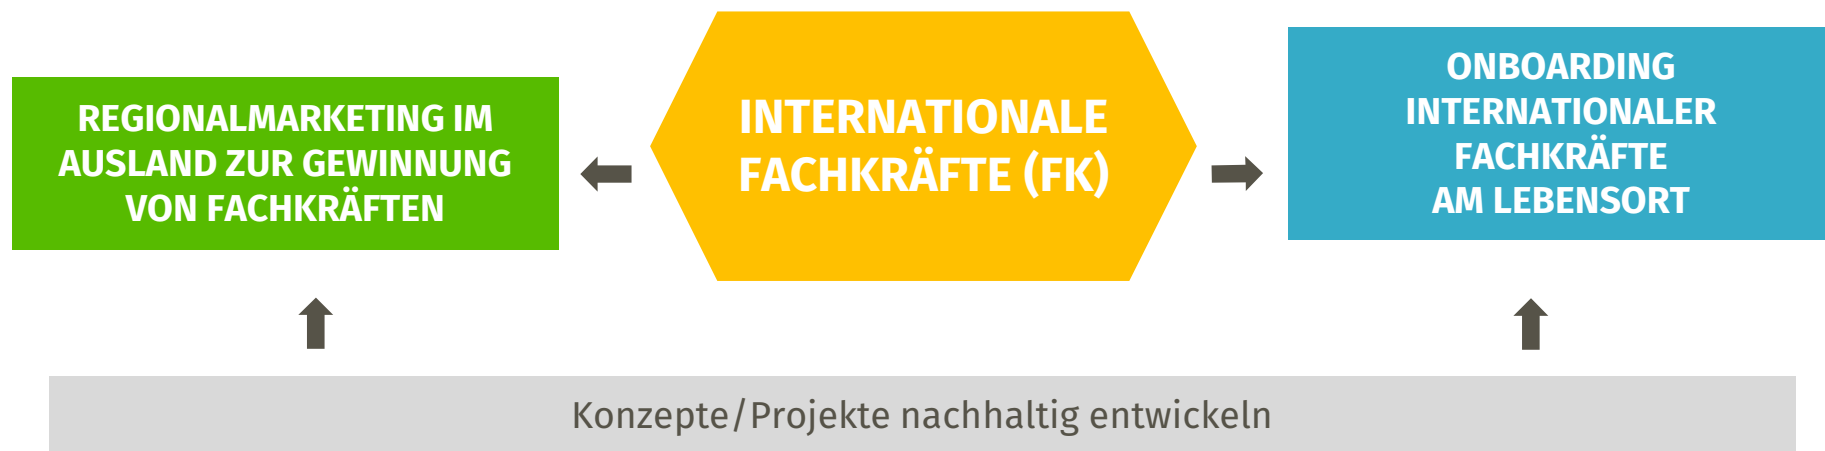 REGIONALMARKETING IM
AUSLAND ZUR GEWINNUNG
VON FACHKRÄFTEN
INTERNATIONALE
FACHKRÄFTE (FK)
ONBOARDING
INTERNATIONALER
FACHKRÄFTE
AM LEBENSORT
Konzepte/Projekte nachhaltig entwickeln